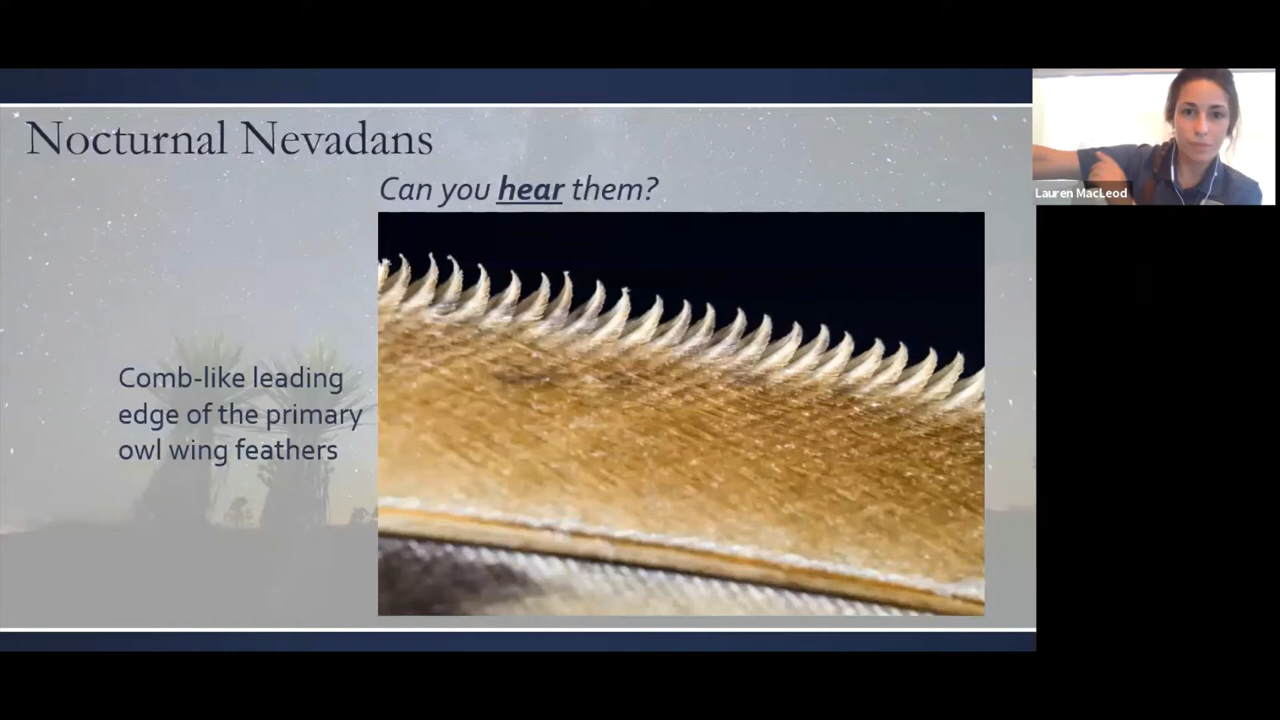 Nocturnal Nevadans
Can you hear them?
Comb-like leading
edge of the primary
owl wing feathers
Lauren MacLeod